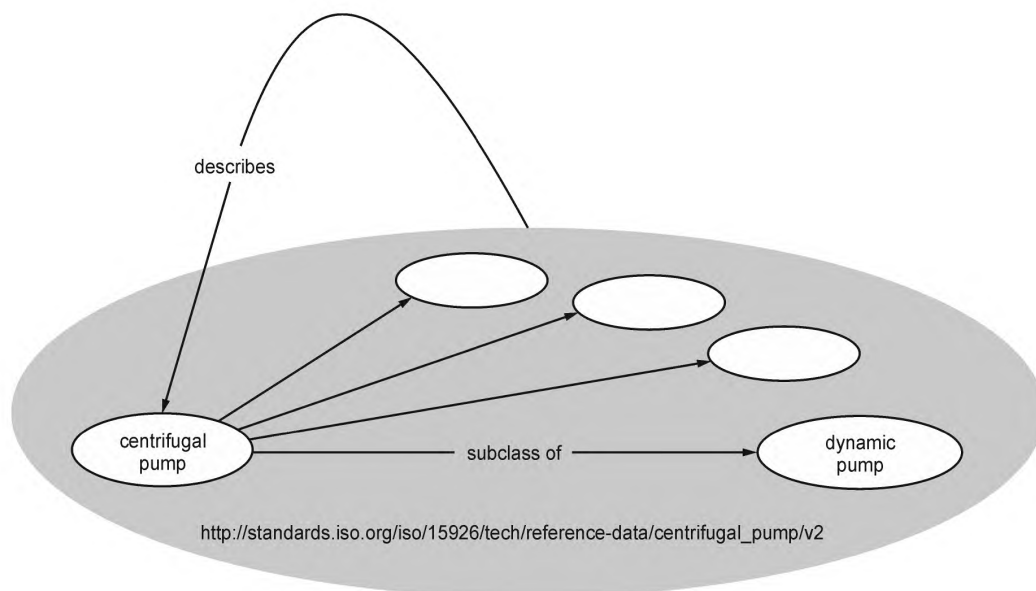 describes
centrifugal
pump
subclass of
dynamic
pump
http://standards.iso.org/iso/15926/tech/reference-data/centrifugal_pump/v2